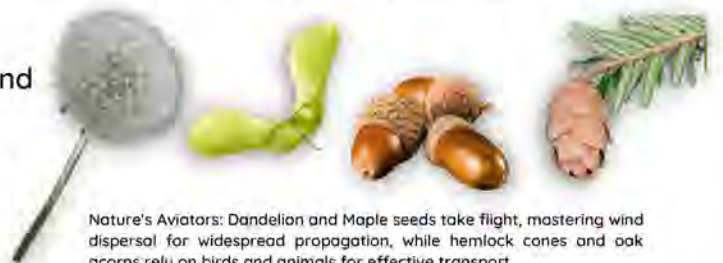 nd
Nature's Aviators: Dandelion and Maple seeds take flight, mastering wind
dispersal for widespread propagation, while hemlock cones and oak
acorns rely on birds and animals for effective transport.